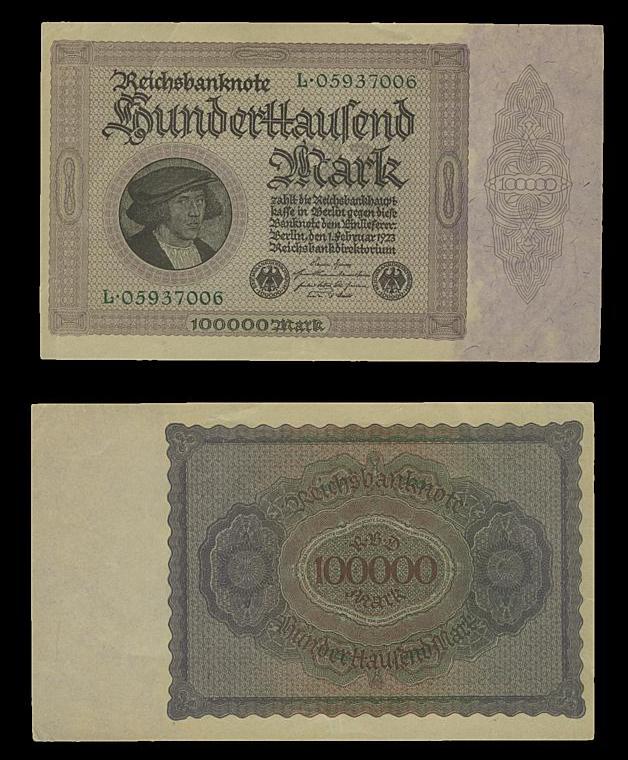 Reichsbanknote
L·05937006
Hunderttauſend
Mark
zahlt die Reichsbankhaupt-
kaſſe in Berlin gegen dieſe
Banknote dem Einlieferer.
Berlin, den 1. Februar 1923
Reichsbankdirektorium
L·05937006
100000 Mark
100000
Reichsbanknote
R·B·D
100000
Mark
Hunderttauſend Mark